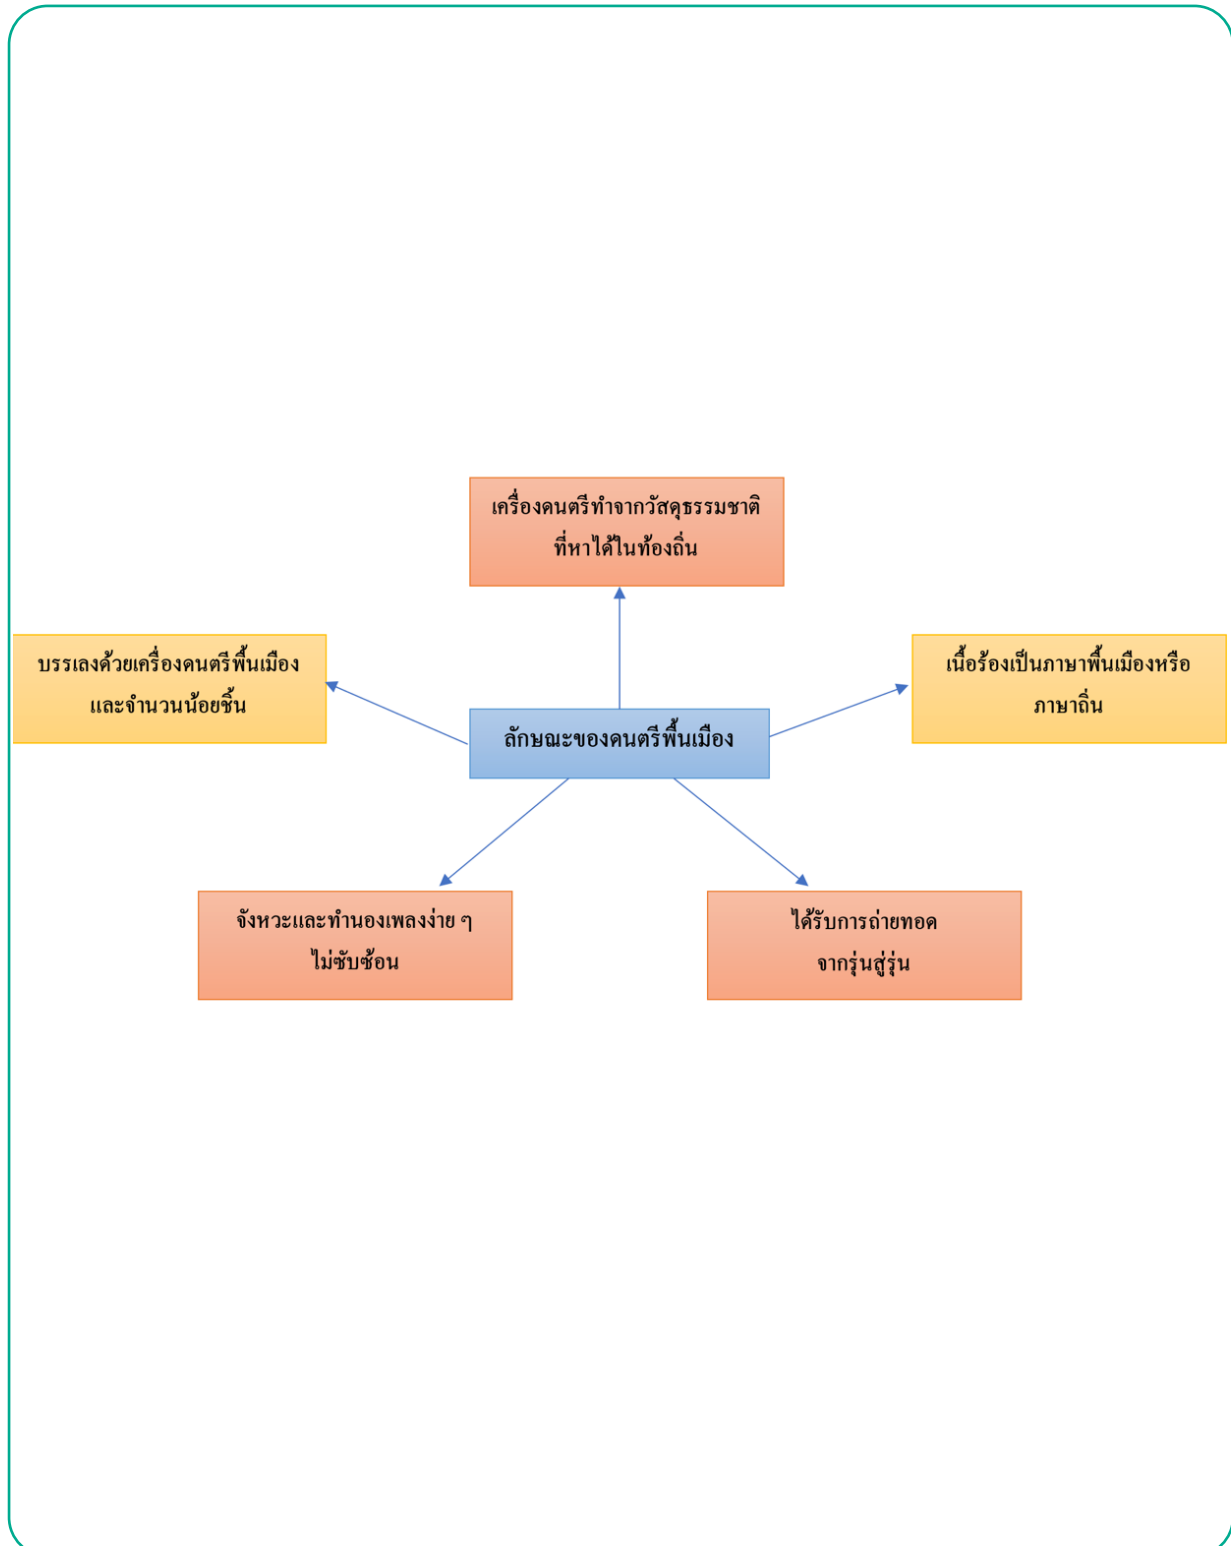 เครื่องดนตรีทำจากวัสดุธรรมชาติ
ที่หาได้ในท้องถิ่น
บรรเลงด้วยเครื่องดนตรีพื้นเมือง
และจำนวนน้อยชิ้น
เนื้อร้องเป็นภาษาพื้นเมืองหรือ
ภาษาถิ่น
ลักษณะของดนตรีพื้นเมือง
จังหวะและทำนองเพลงง่าย ๆ
ไม่ซับซ้อน
ได้รับการถ่ายทอด
จากรุ่นสู่รุ่น